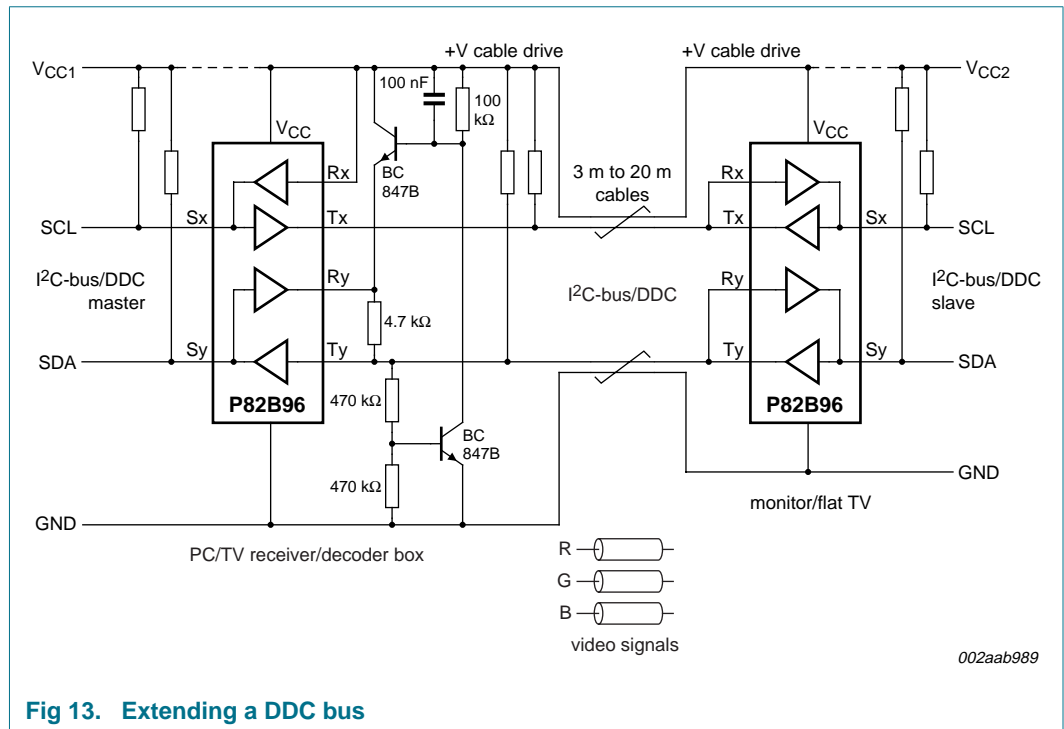 +V cable drive
+V cable drive
VCC1
100 nF
100
kΩ
VCC2
VCC
VCC
BC
847B
3 m to 20 m
cables
Rx
Rx
Sx
Tx
Tx
Sx
SCL
SCL
I2C-bus/DDC
master
Ry
I2C-bus/DDC
Ry
I2C-bus/DDC
slave
4.7 kΩ
SDA
Sy
Ty
Ty
Sy
SDA
P82B96
470 kΩ
BC
847B
P82B96
470 kΩ
GND
monitor/flat TV
GND
PC/TV receiver/decoder box
R
G
B
video signals
002aab989
Fig 13. Extending a DDC bus